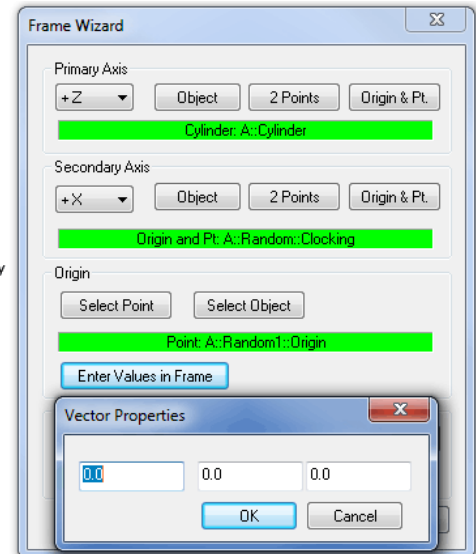 Frame Wizard
Primary Axis
+Z Object 2 Points Origin & Pt.
Cylinder: A::Cylinder
Secondary Axis
+X Object 2 Points Origin & Pt.
Origin and Pt: A::Random::Clocking
y
Origin
Select Point Select Object
Point: A::Random1::Origin
Enter Values in Frame
Vector Properties
0.0 0.0 0.0
OK Cancel